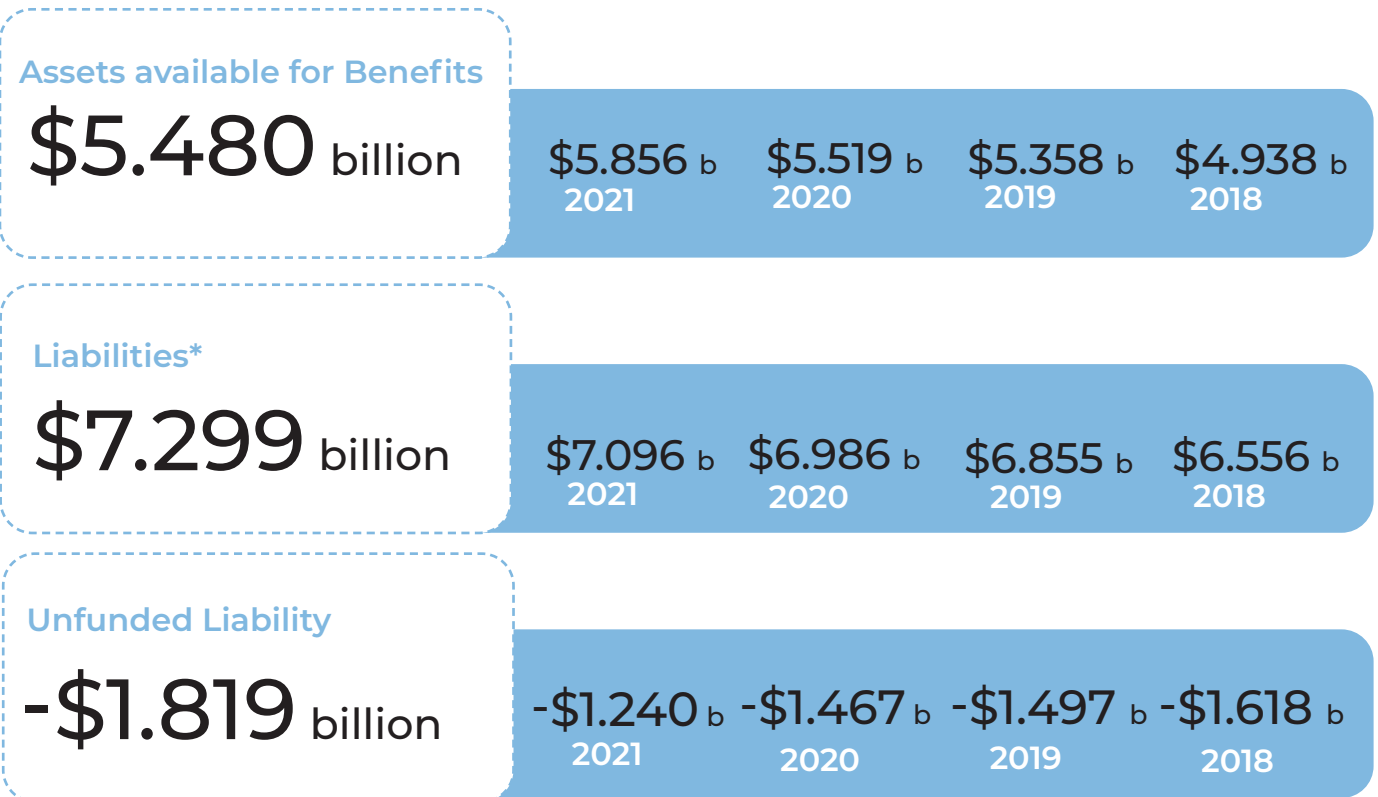 Assets available for Benefits
$5.480 billion
$5.856 b $5.519 b $5.358 b $4.938 b
2021 2020 2019 2018
Liabilities*
$7.299 billion
$7.096 b $6.986 b $6.855 b $6.556 b
2021 2020 2019 2018
Unfunded Liability
-$1.819 billion
-$1.240 b -$1.467 b -$1.497 b -$1.618 b
2021 2020 2019 2018